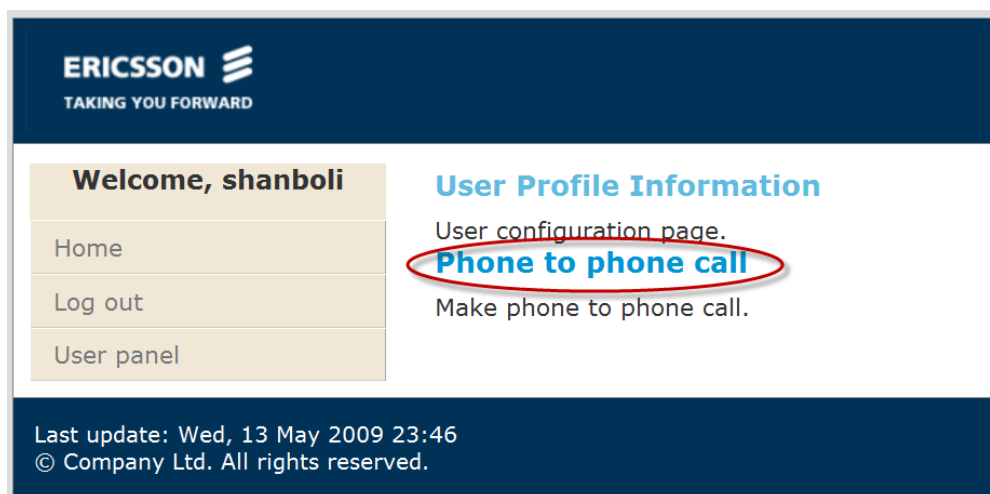 ERICSSON
TAKING YOU FORWARD
Welcome, shanboli
Home
Log out
User panel
User Profile Information
User configuration page.
Phone to phone call
Make phone to phone call.
Last update: Wed, 13 May 2009 23:46
© Company Ltd. All rights reserved.